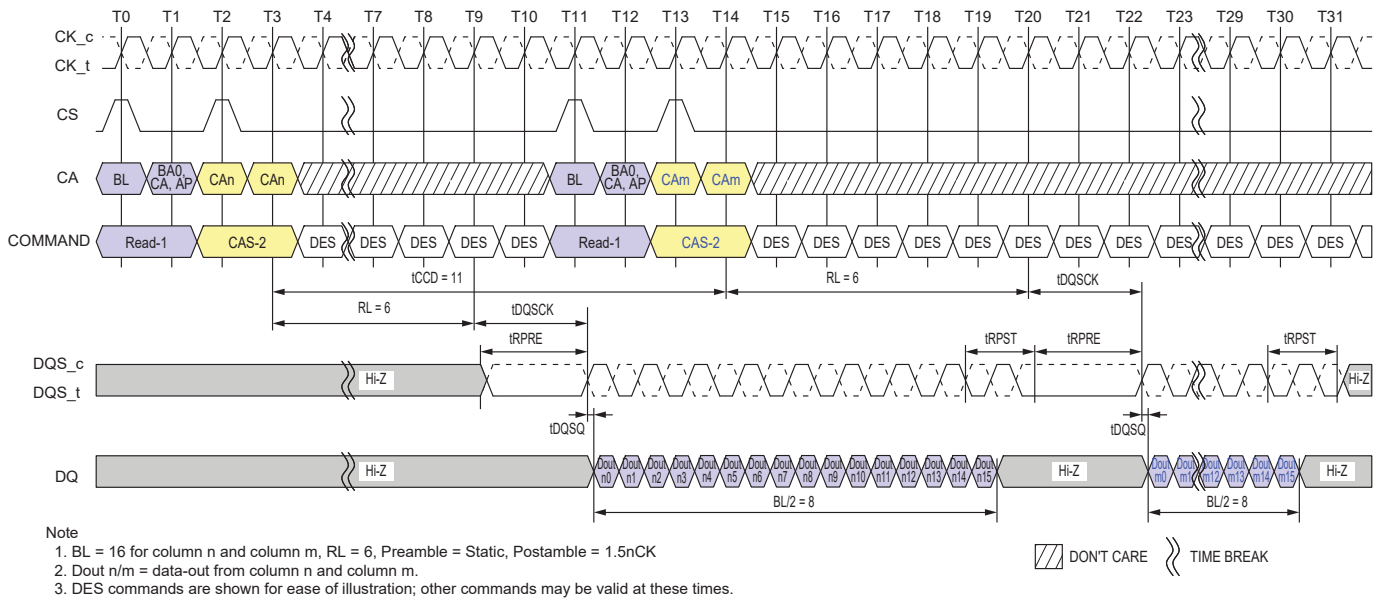 T0 T1 T2 T3 T4 T7 T8 T9 T10 T11 T12 T13 T14 T15 T16 T17 T18 T19 T20 T21 T22 T23 T29 T30 T31
CK_c
CK_t
CS
CA BL BA0, CA, AP CAn CAn BL BA0, CA, AP CAm CAm
COMMAND Read-1 CAS-2 DES DES DES DES DES Read-1 CAS-2 DES DES DES DES DES DES DES DES DES DES DES DES
tCCD = 11 RL = 6 tDQSCK
RL = 6 tDQSCK
tRPRE tRPST tRPRE tRPST
DQS_c
DQS_t
Hi-Z Hi-Z
tDQSQ tDQSQ
DQ Hi-Z Dout n0 Dout n1 Dout n2 Dout n3 Dout n4 Dout n5 Dout n6 Dout n7 Dout n8 Dout n9 Dout n10 Dout n11 Dout n12 Dout n13 Dout n14 Dout n15 Hi-Z Dout m0 Dout m1 Dout m12 Dout m13 Dout m14 Dout m15 Hi-Z
BL/2 = 8 BL/2 = 8
Note
1. BL = 16 for column n and column m, RL = 6, Preamble = Static, Postamble = 1.5nCK
2. Dout n/m = data-out from column n and column m.
3. DES commands are shown for ease of illustration; other commands may be valid at these times.
DON'T CARE TIME BREAK